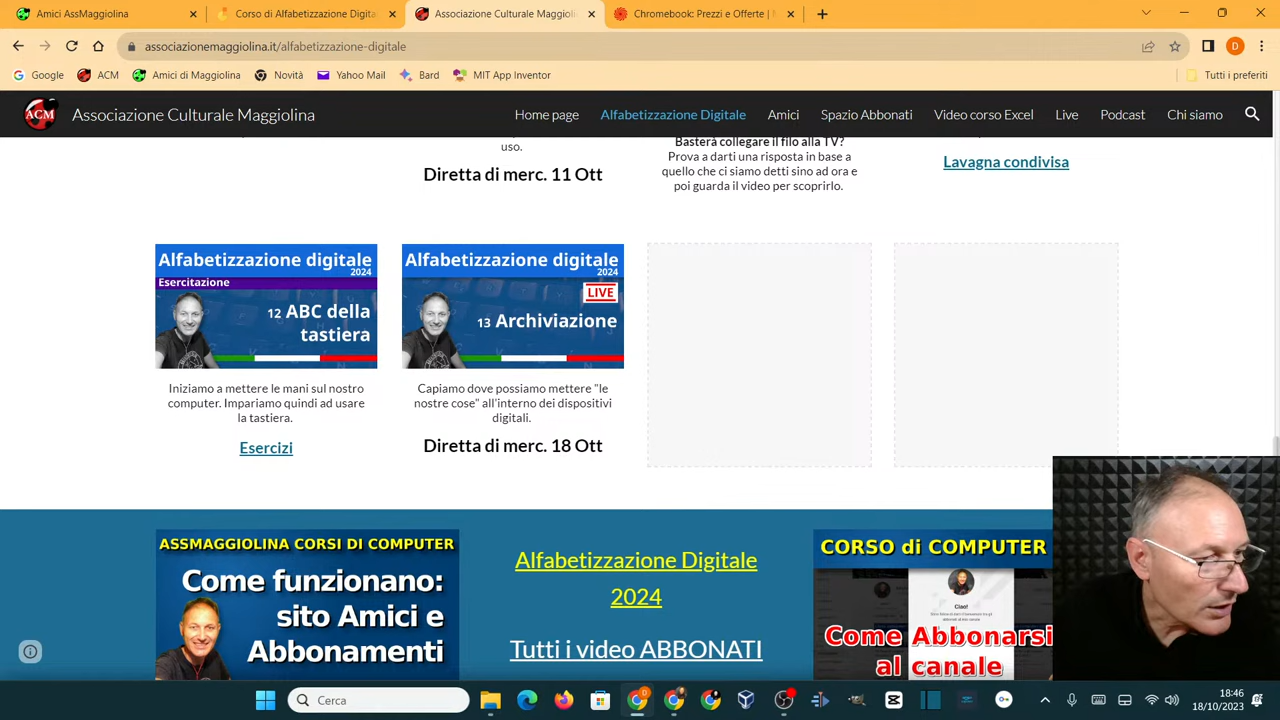 Amici AssMaggiolina
Corso di Alfabetizzazione Digita
Associazione Culturale Maggioli
Chromebook: Prezzi e Offerte |
associazionemaggiolina.it/alfabetizzazione-digitale
D
Google
ACM
Amici di Maggiolina
Novità
Yahoo Mail
Bard
MIT App Inventor
Tutti i preferiti
ACM
Associazione Culturale Maggiolina
Home page
Alfabetizzazione Digitale
Amici
Spazio Abbonati
Video corso Excel
Live
Podcast
Chi siamo
uso.
Diretta di merc. 11 Ott
Basterà collegare il filo alla TV?
Prova a darti una risposta in base a
quello che ci siamo detti sino ad ora e
poi guarda il video per scoprirlo.
Lavagna condivisa
Alfabetizzazione digitale
2024
Esercitazione
12 ABC della
tastiera
Iniziamo a mettere le mani sul nostro
computer. Impariamo quindi ad usare
la tastiera.
Esercizi
Alfabetizzazione digitale
2024
LIVE
13 Archiviazione
Capiamo dove possiamo mettere "le
nostre cose" all'interno dei dispositivi
digitali.
Diretta di merc. 18 Ott
ASSMAGGIOLINA CORSI DI COMPUTER
Come funzionano:
sito Amici e
Abbonamenti
Alfabetizzazione Digitale
2024
Tutti i video ABBONATI
CORSO di COMPUTER
Ciao!
Come Abbonarsi
al canale
Cerca
18:46
18/10/2023